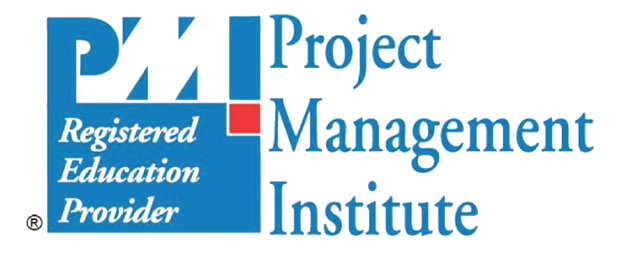 PMI
Registered
Education
Provider
®
Project
Management
Institute